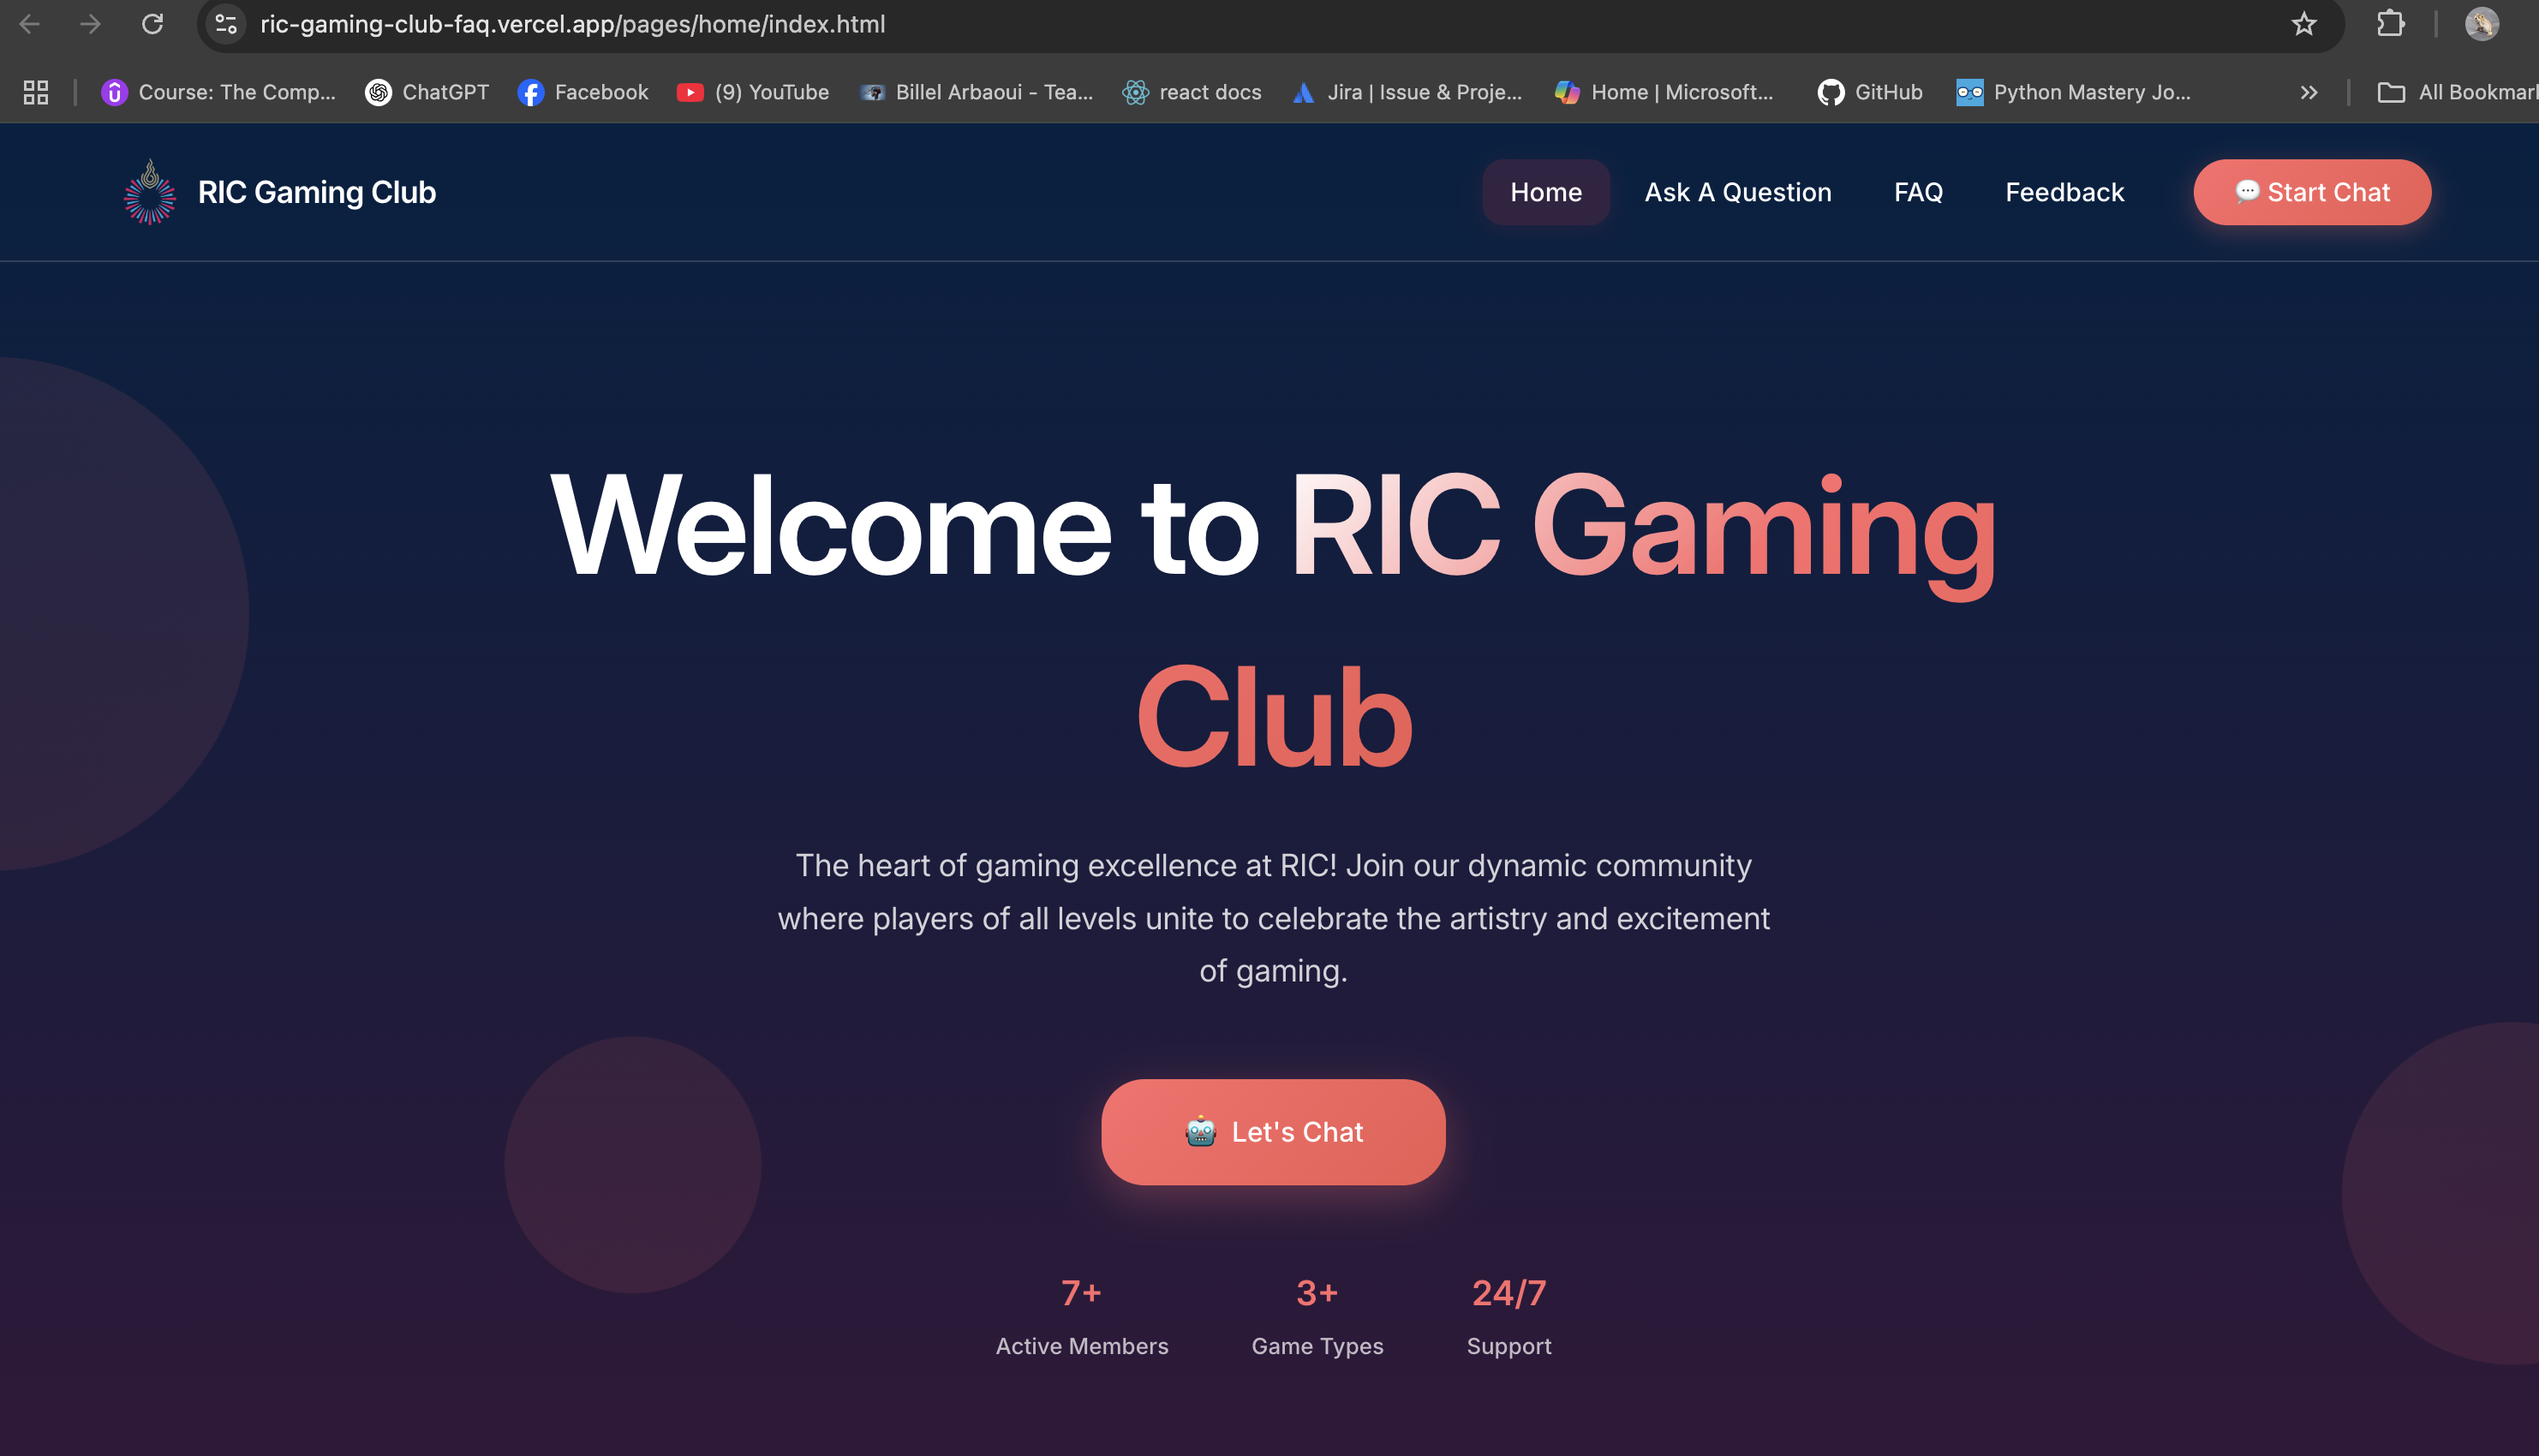 ric-gaming-club-faq.vercel.app/pages/home/index.html
Course: The Comp... ChatGPT Facebook (9) YouTube Billel Arbaoui - Tea... react docs Jira | Issue & Proje... Home | Microsoft... GitHub Python Mastery Jo... All Bookmark
RIC Gaming Club Home Ask A Question FAQ Feedback 💬 Start Chat
Welcome to RIC Gaming
Club
The heart of gaming excellence at RIC! Join our dynamic community
where players of all levels unite to celebrate the artistry and excitement
of gaming.
🤖 Let's Chat
7+ 3+ 24/7
Active Members Game Types Support